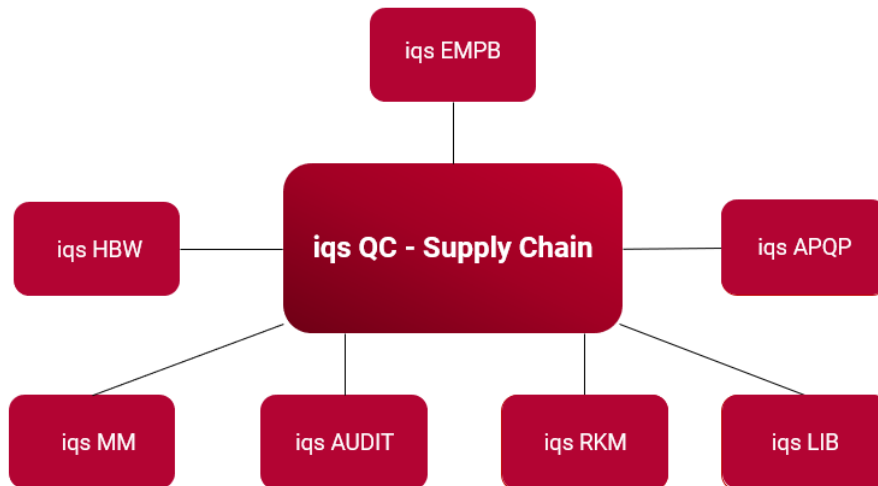 iqs EMPB
iqs QC - Supply Chain
iqs HBW
iqs APQP
iqs MM
iqs AUDIT
iqs RKM
iqs LIB